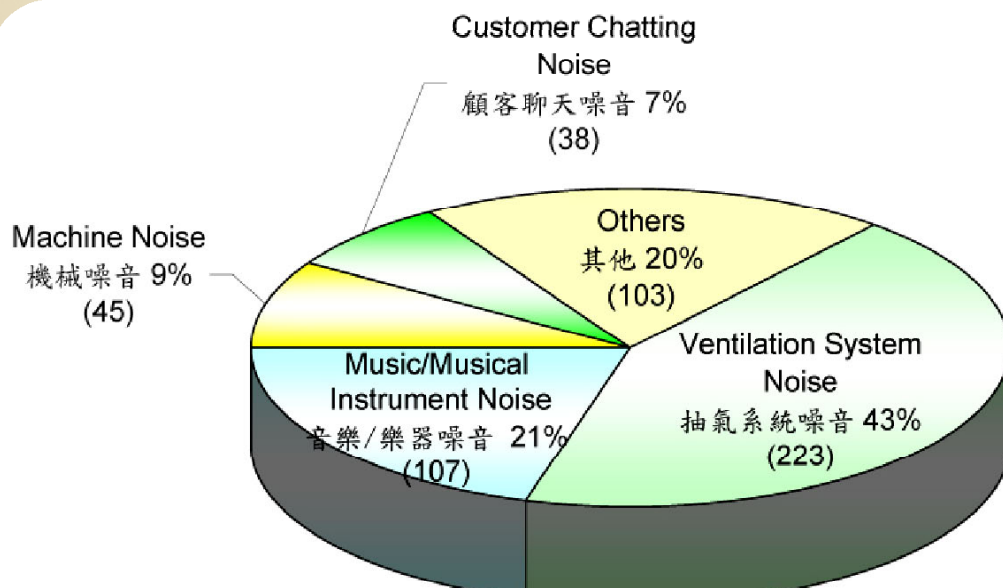 Customer Chatting
Noise
顧客聊天噪音 7%
(38)
Others
其他 20%
(103)
Machine Noise
機械噪音 9%
(45)
Music/Musical
Instrument Noise
音樂/樂器噪音 21%
(107)
Ventilation System
Noise
抽氣系統噪音 43%
(223)